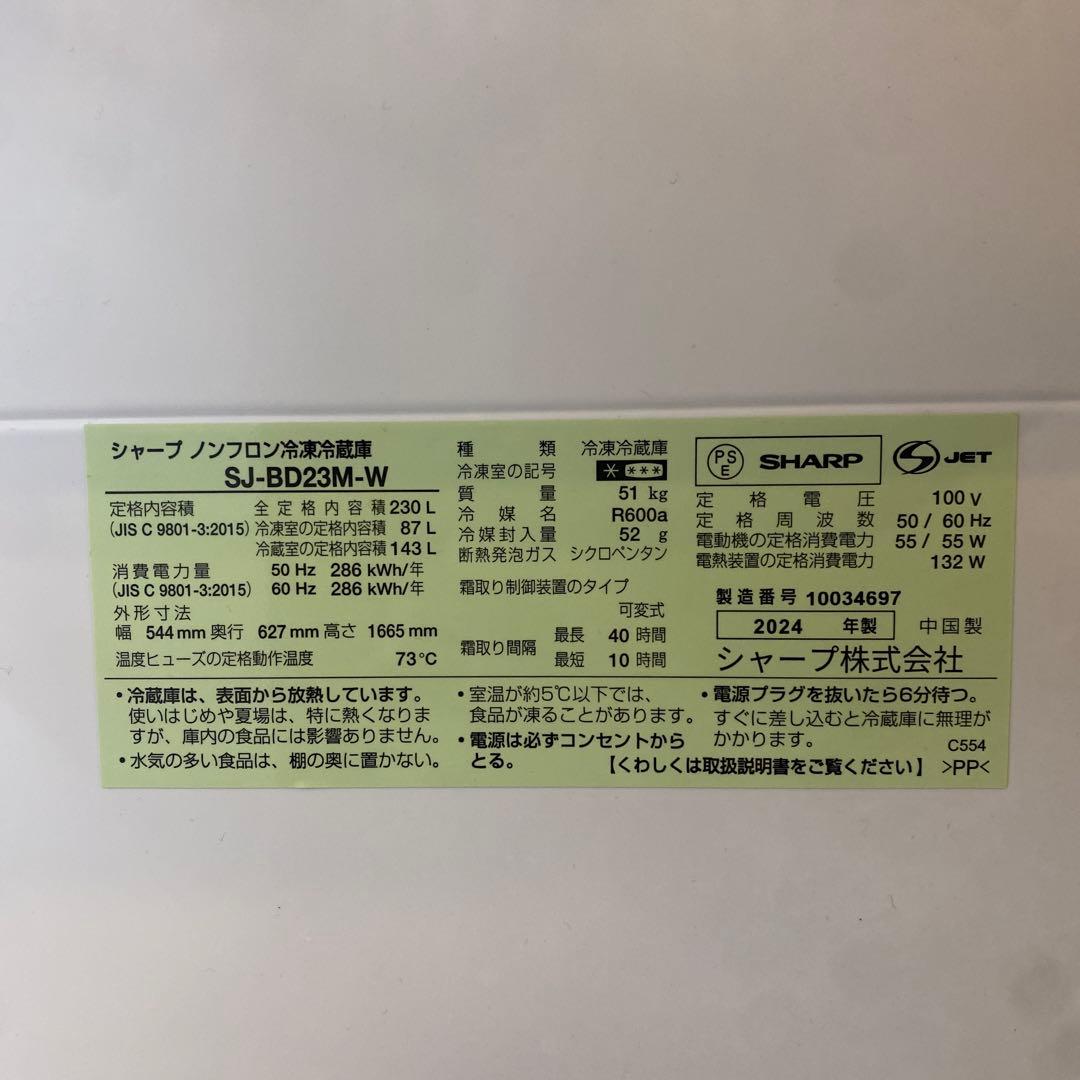 シャープ ノンフロン冷凍冷蔵庫
SJ-BD23M-W
定格内容積 全定格内容積 230 L
(JIS C 9801-3:2015) 冷凍室の定格内容積 87 L
冷蔵室の定格内容積 143 L
消費電力量 50 Hz 286 kWh/年
(JIS C 9801-3:2015) 60 Hz 286 kWh/年
外形寸法
幅 544 mm 奥行 627 mm 高さ 1665 mm
温度ヒューズの定格動作温度 73℃
種類 冷凍冷蔵庫
冷凍室の記号 * ***
質量 51 kg
冷媒名 R600a
冷媒封入量 52 g
断熱発泡ガス シクロペンタン
霜取り制御装置のタイプ
可変式
霜取り間隔 最長 40 時間
最短 10 時間
PSE SHARP JET
定格電圧 100 V
定格周波数 50 / 60 Hz
電動機の定格消費電力 55 / 55 W
電熱装置の定格消費電力 132 W
製造番号 10034697
2024 年製 中国製
シャープ株式会社
・冷蔵庫は、表面から放熱しています。
使いはじめや夏場は、特に熱くなりま
すが、庫内の食品には影響ありません。
・水気の多い食品は、棚の奥に置かない。
・室温が約5℃以下では、
食品が凍ることがあります。
・電源は必ずコンセントから
とる。
・電源プラグを抜いたら6分待つ。
すぐに差し込むと冷蔵庫に無理が
かかります。 C554
【くわしくは取扱説明書をご覧ください】 >PP<